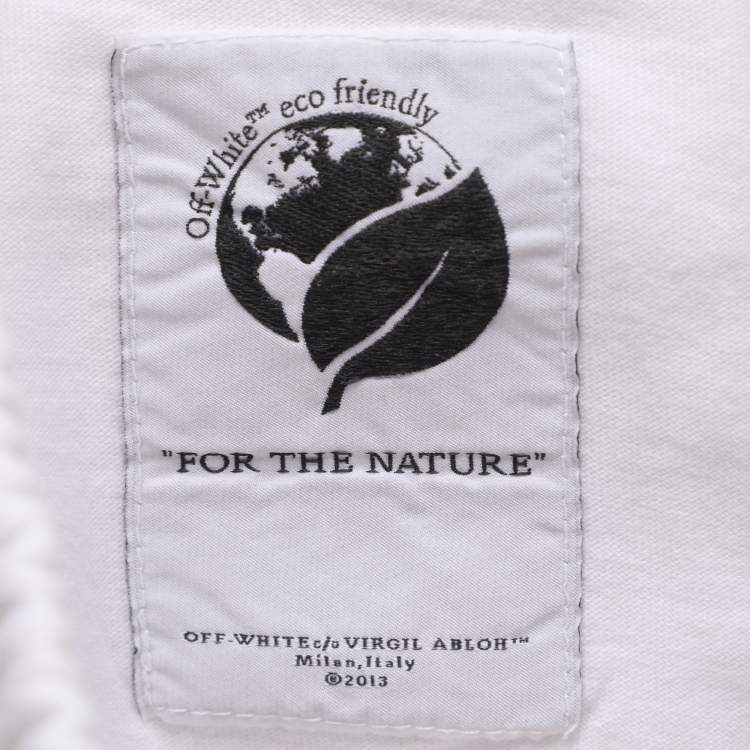 Off-White™ eco friendly
"FOR THE NATURE"
OFF-WHITE c/o VIRGIL ABLOH™
Milan, Italy
©2013